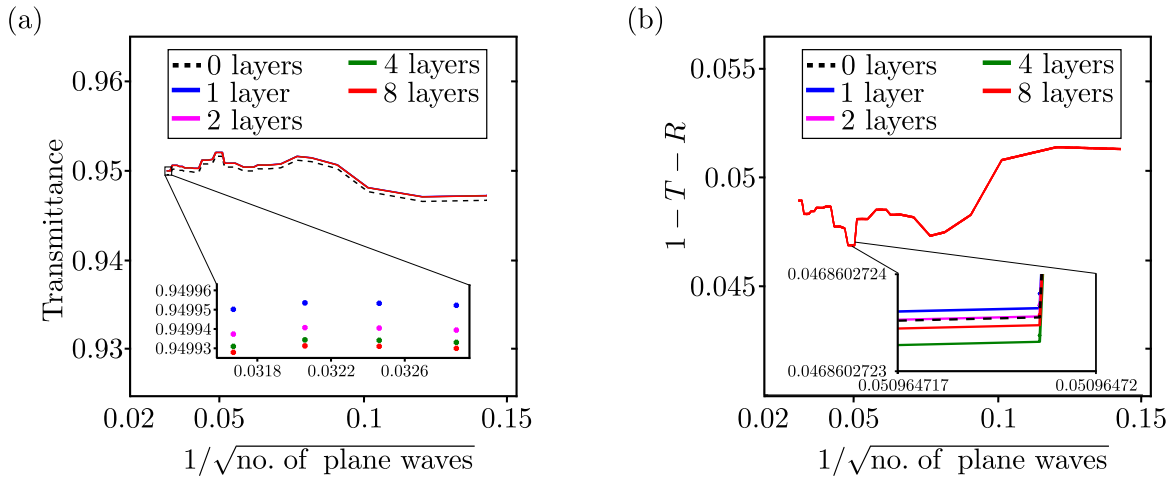 (a)
0.96
0.95
0.94
0.93
Transmittance
0 layers
1 layer
2 layers
4 layers
8 layers
0.94996
0.94995
0.94994
0.94993
0.0318
0.0322
0.0326
0.02
0.05
0.1
0.15
1/√no. of plane waves
(b)
0.055
0.05
0.045
1 − T − R
0 layers
1 layer
2 layers
4 layers
8 layers
0.0468602724
0.0468602723
0.050964717
0.05096472
0.02
0.05
0.1
0.15
1/√no. of plane waves